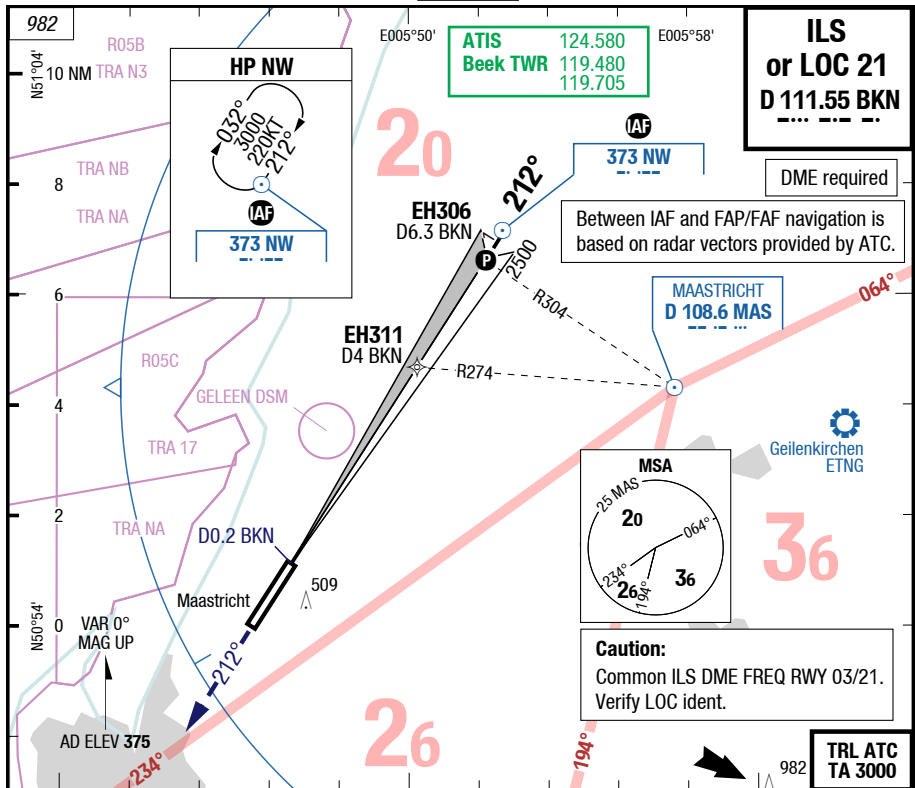 982
ILS
or LOC 21
D 111.55 BKN
E005°50'
E005°58'
ATIS 124.580
Beek TWR 119.480
119.705
N51°04'
10 NM
R05B
TRA N3
HP NW
032°
3000
220KT
212°
IAF
373 NW
20
IAF
373 NW
DME required
Between IAF and FAP/FAF navigation is
based on radar vectors provided by ATC.
8
TRA NB
TRA NA
212°
EH306
D6.3 BKN
1
P
2500
R304
6
MAASTRICHT
D 108.6 MAS
064°
EH311
D4 BKN
R274
R05C
GELEEN DSM
4
TRA 17
Geilenkirchen
ETNG
MSA
25 MAS
20
064°
234°
26
194°
36
36
2
TRA NA
D0.2 BKN
Maastricht
509
0
N50°54'
VAR 0°
MAG UP
212°
Caution:
Common ILS DME FREQ RWY 03/21.
Verify LOC ident.
AD ELEV 375
234°
26
194°
982
TRL ATC
TA 3000